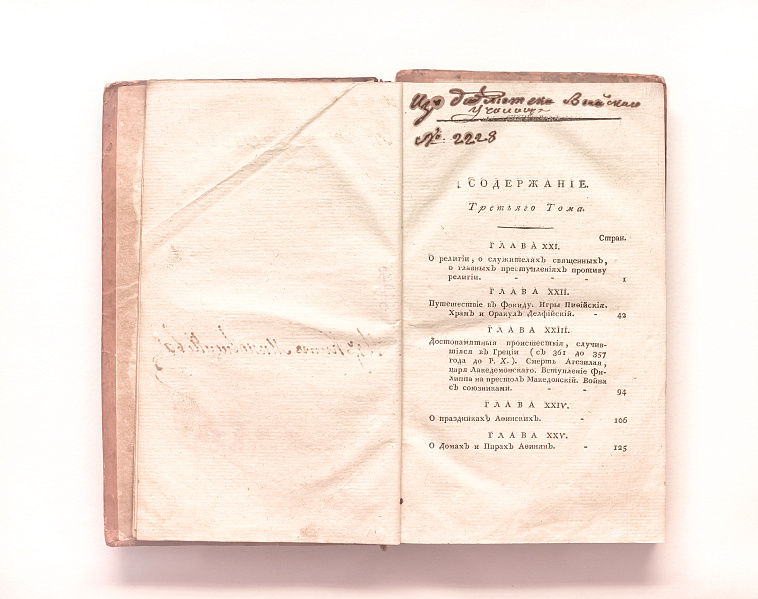 Изъ библіотеки
Училища
No. 2228
СОДЕРЖАНІЕ.
Третьяго Тома.
Стран.
ГЛАВА XXI.
О религіи, о служителяхъ священныхъ,
о главныхъ преступленіяхъ противу
религіи. - - - 1
ГЛАВА XXII.
Путешествіе въ Фокиду. Игры Пиѳійскія.
Храмъ и Оракулъ Делфійскій. - 42
ГЛАВА XXIII.
Достопамятныя происшествія, случив-
шіяся въ Греціи (съ 361 до 357
года до Р. Х.). Смерть Агезилая,
царя Лакедемонскаго. Вступленіе Фи-
липпа на престолъ Македонскій. Война
съ союзниками. - - 94
ГЛАВА XXIV.
О праздникахъ Аѳинскихъ. - 106
ГЛАВА XXV.
О Домахъ и Пирахъ Аѳинянъ. - 125